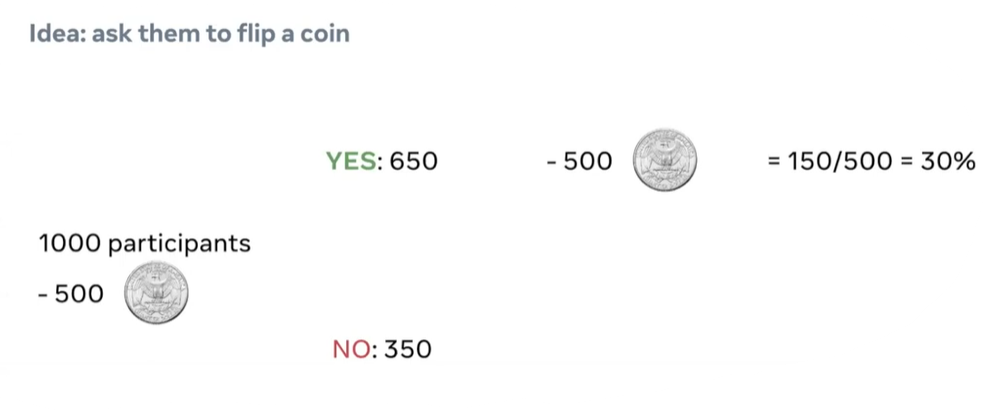 Idea: ask them to flip a coin
YES: 650 - 500 = 150/500 = 30%
1000 participants
- 500
NO: 350